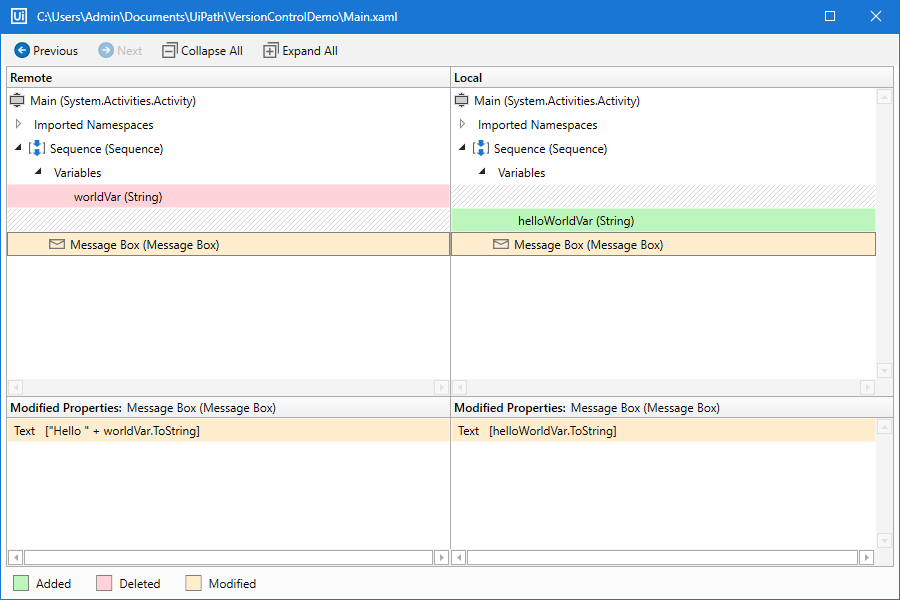 Ui C:\Users\Admin\Documents\UiPath\VersionControlDemo\Main.xaml
Previous Next Collapse All Expand All
Remote
Main (System.Activities.Activity)
Imported Namespaces
Sequence (Sequence)
Variables
worldVar (String)
Message Box (Message Box)
Local
Main (System.Activities.Activity)
Imported Namespaces
Sequence (Sequence)
Variables
helloWorldVar (String)
Message Box (Message Box)
Modified Properties: Message Box (Message Box)
Text ["Hello " + worldVar.ToString]
Modified Properties: Message Box (Message Box)
Text [helloWorldVar.ToString]
Added Deleted Modified